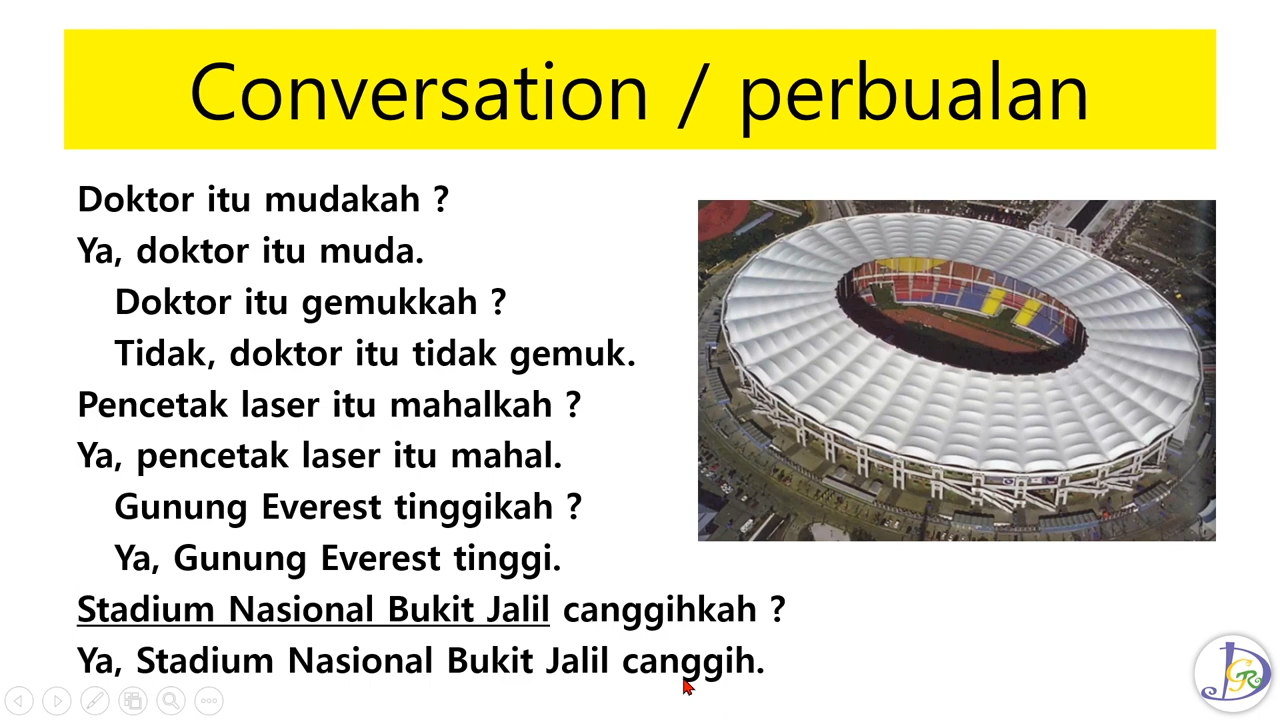 Conversation / perbualan
Doktor itu mudakah ?
Ya, doktor itu muda.
Doktor itu gemukkah ?
Tidak, doktor itu tidak gemuk.
Pencetak laser itu mahalkah ?
Ya, pencetak laser itu mahal.
Gunung Everest tinggikah ?
Ya, Gunung Everest tinggi.
Stadium Nasional Bukit Jalil canggihkah ?
Ya, Stadium Nasional Bukit Jalil canggih.